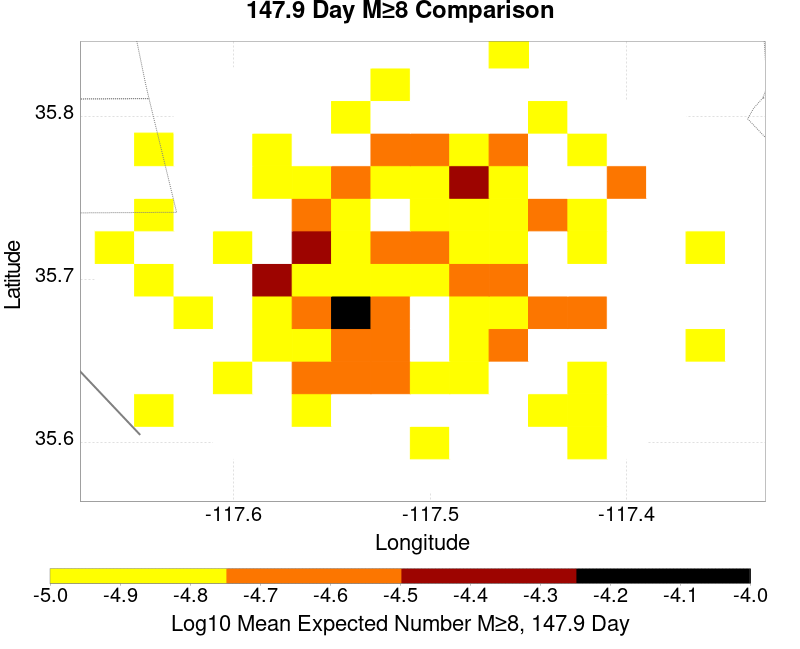 147.9 Day M≥8 Comparison
35.8
35.7
35.6
Latitude
-117.6 -117.5 -117.4
Longitude
-5.0 -4.9 -4.8 -4.7 -4.6 -4.5 -4.4 -4.3 -4.2 -4.1 -4.0
Log10 Mean Expected Number M≥8, 147.9 Day